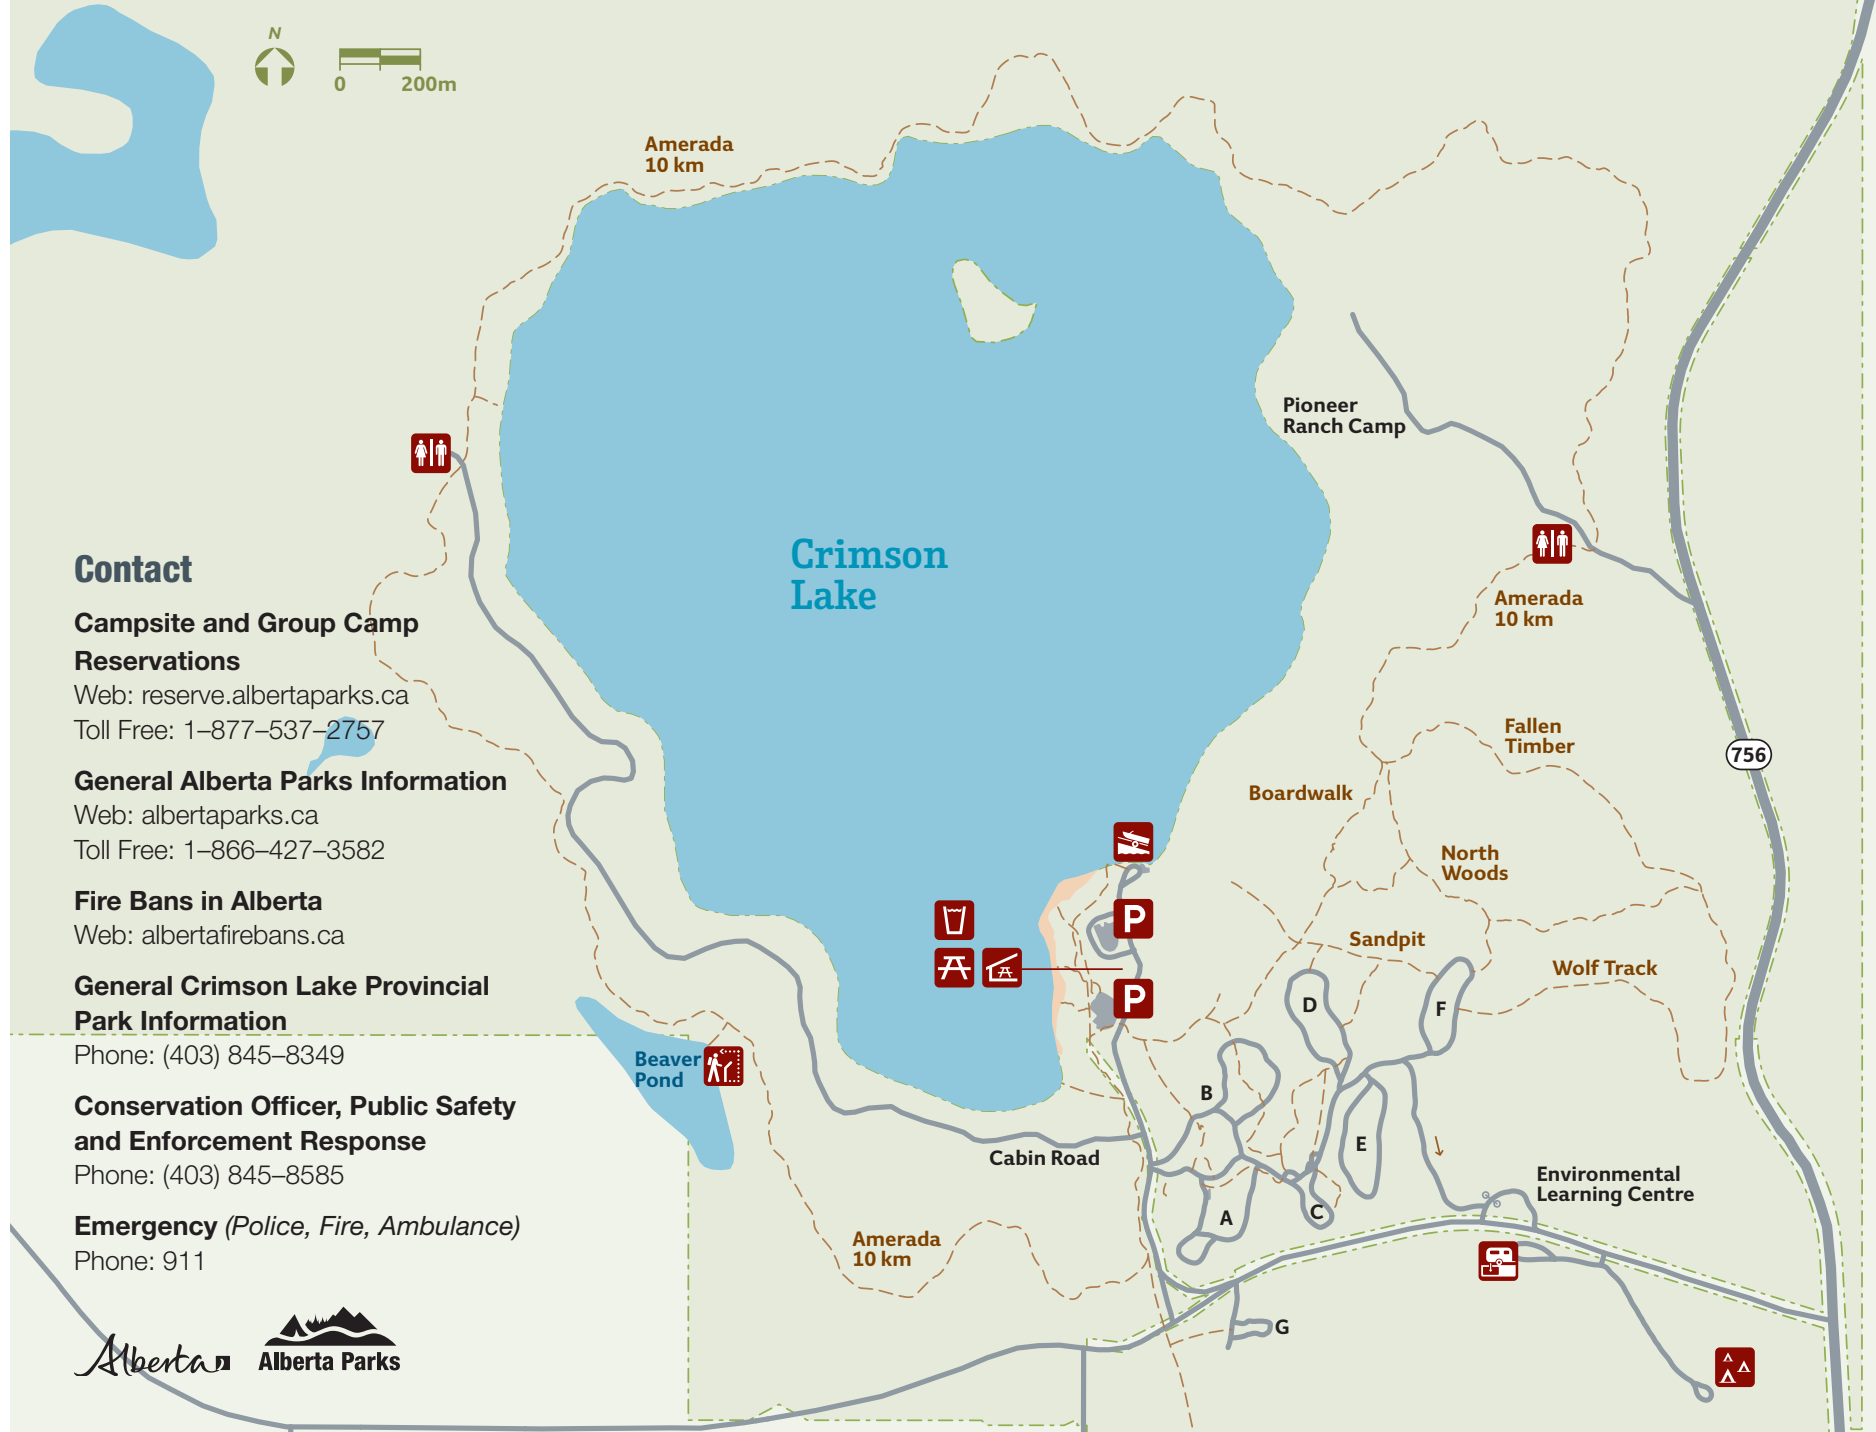 N
0 200m
Amerada
10 km
Crimson
Lake
Pioneer
Ranch Camp
Amerada
10 km
Fallen
Timber
756
Boardwalk
North
Woods
Sandpit
Wolf Track
P
P
D
F
B
E
A
C
G
Environmental
Learning Centre
Cabin Road
Beaver
Pond
Amerada
10 km
Contact
Campsite and Group Camp
Reservations
Web: reserve.albertaparks.ca
Toll Free: 1–877–537–2757
General Alberta Parks Information
Web: albertaparks.ca
Toll Free: 1–866–427–3582
Fire Bans in Alberta
Web: albertafirebans.ca
General Crimson Lake Provincial
Park Information
Phone: (403) 845–8349
Conservation Officer, Public Safety
and Enforcement Response
Phone: (403) 845–8585
Emergency (Police, Fire, Ambulance)
Phone: 911
Alberta
Alberta Parks